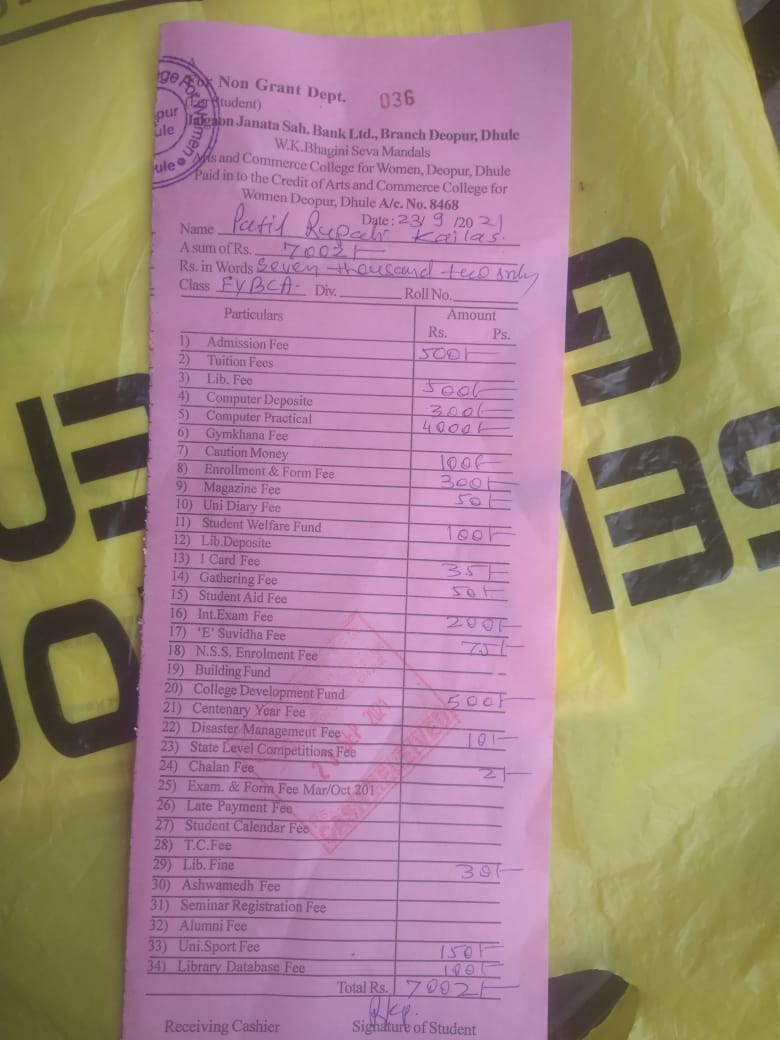 For Non Grant Dept. 036
Student)
Jalgaon Janata Sah. Bank Ltd., Branch Deopur, Dhule
W.K.Bhagini Seva Mandals
Arts and Commerce College for Women, Deopur, Dhule
Paid in to the Credit of Arts and Commerce College for
Women Deopur, Dhule A/c. No. 8468
Date: 23/9/2021
Name Patil Rupali Kailas.
A sum of Rs. 7002/-
Rs. in Words Seven thousand two only
Class FYBCA- Div. Roll No.
Particulars Amount
Rs. Ps.
1) Admission Fee
2) Tuition Fees 500/-
3) Lib. Fee
4) Computer Deposite 500/-
5) Computer Practical 300/-
6) Gymkhana Fee 4000/-
7) Caution Money
8) Enrollment & Form Fee 100/-
9) Magazine Fee 300/-
10) Uni Diary Fee 50/-
11) Student Welfare Fund
12) Lib.Deposite 100/-
13) I Card Fee
14) Gathering Fee 35/-
15) Student Aid Fee 50/-
16) Int.Exam Fee
17) 'E' Suvidha Fee 200/-
18) N.S.S. Enrolment Fee 75/-
19) Building Fund
20) College Development Fund
21) Centenary Year Fee 500/-
22) Disaster Management Fee
23) State Level Competitions Fee 10/-
24) Chalan Fee
25) Exam. & Form Fee Mar/Oct 201 2/-
26) Late Payment Fee
27) Student Calendar Fee
28) T.C.Fee
29) Lib. Fine
30) Ashwamedh Fee 30/-
31) Seminar Registration Fee
32) Alumni Fee
33) Uni.Sport Fee 150/-
34) Library Database Fee 100/-
Total Rs. 7002/-
Receiving Cashier Signature of Student